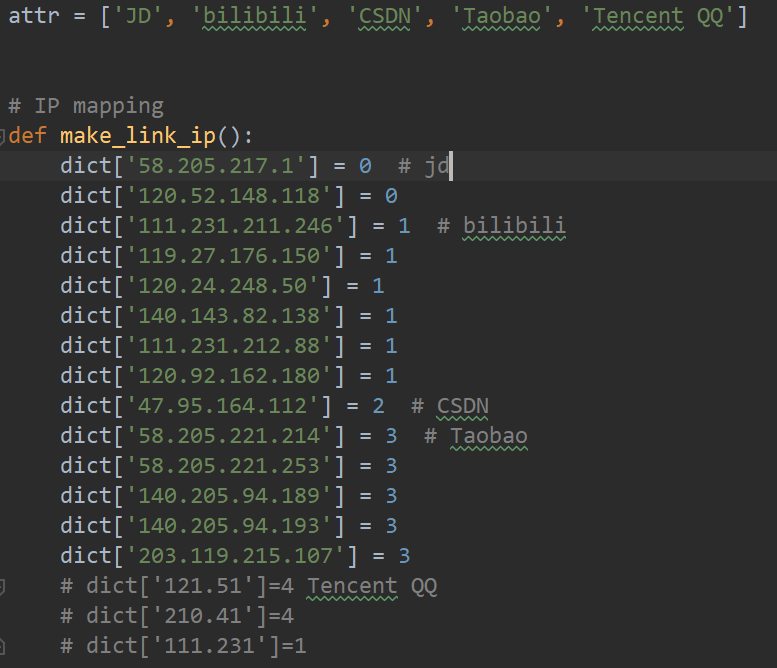 attr = ['JD', 'bilibili', 'CSDN', 'Taobao', 'Tencent QQ']
# IP mapping
def make_link_ip():
    dict['58.205.217.1'] = 0  # jd
    dict['120.52.148.118'] = 0
    dict['111.231.211.246'] = 1  # bilibili
    dict['119.27.176.150'] = 1
    dict['120.24.248.50'] = 1
    dict['140.143.82.138'] = 1
    dict['111.231.212.88'] = 1
    dict['120.92.162.180'] = 1
    dict['47.95.164.112'] = 2  # CSDN
    dict['58.205.221.214'] = 3  # Taobao
    dict['58.205.221.253'] = 3
    dict['140.205.94.189'] = 3
    dict['140.205.94.193'] = 3
    dict['203.119.215.107'] = 3
    # dict['121.51']=4 Tencent QQ
    # dict['210.41']=4
    # dict['111.231']=1